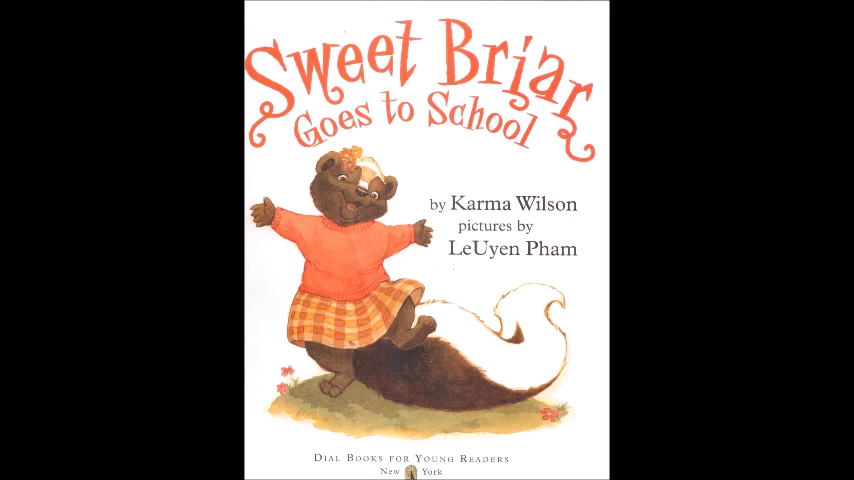 Sweet Briar
Goes to School
by Karma Wilson
pictures by
LeUyen Pham
DIAL BOOKS FOR YOUNG READERS
New York